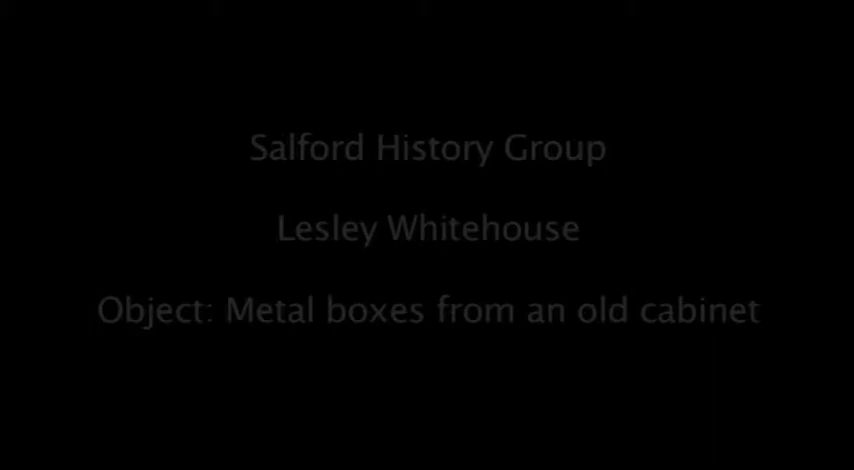 Salford History Group
Lesley Whitehouse
Object: Metal boxes from an old cabinet